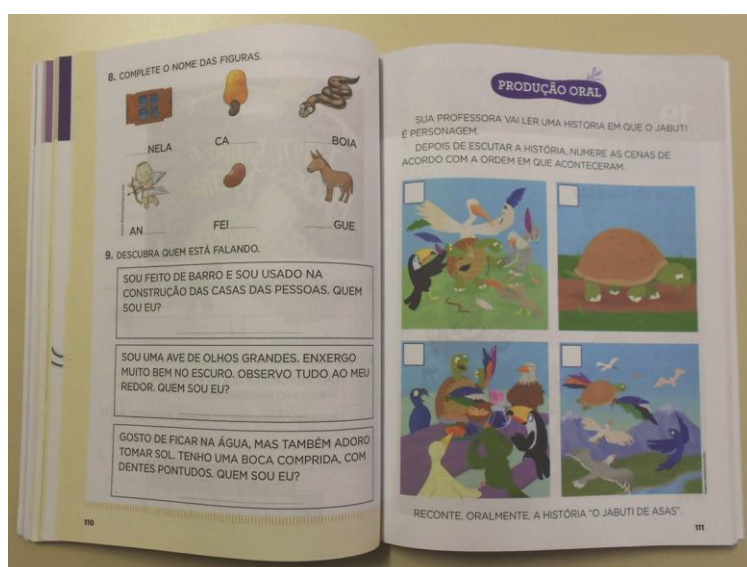 8. COMPLETE O NOME DAS FIGURAS.
NELA
CA
BOIA
AN
FEI
GUE
9. DESCUBRA QUEM ESTÁ FALANDO.
SOU FEITO DE BARRO E SOU USADO NA
CONSTRUÇÃO DAS CASAS DAS PESSOAS. QUEM
SOU EU?
SOU UMA AVE DE OLHOS GRANDES. ENXERGO
MUITO BEM NO ESCURO. OBSERVO TUDO AO MEU
REDOR. QUEM SOU EU?
GOSTO DE FICAR NA ÁGUA, MAS TAMBÉM ADORO
TOMAR SOL. TENHO UMA BOCA COMPRIDA, COM
DENTES PONTUDOS. QUEM SOU EU?
110
PRODUÇÃO ORAL
SUA PROFESSORA VAI LER UMA HISTÓRIA EM QUE O JABUTI
É PERSONAGEM.
DEPOIS DE ESCUTAR A HISTÓRIA, NUMERE AS CENAS DE
ACORDO COM A ORDEM EM QUE ACONTECERAM.
RECONTE, ORALMENTE, A HISTÓRIA "O JABUTI DE ASAS".
111